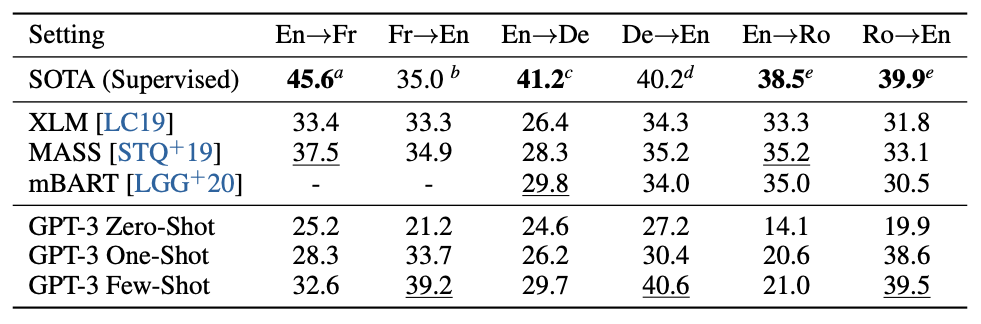 Setting En→Fr Fr→En En→De De→En En→Ro Ro→En
SOTA (Supervised) 45.6a 35.0 b 41.2c 40.2d 38.5e 39.9e
XLM [LC19] 33.4 33.3 26.4 34.3 33.3 31.8
MASS [STQ+19] 37.5 34.9 28.3 35.2 35.2 33.1
mBART [LGG+20] - - 29.8 34.0 35.0 30.5
GPT-3 Zero-Shot 25.2 21.2 24.6 27.2 14.1 19.9
GPT-3 One-Shot 28.3 33.7 26.2 30.4 20.6 38.6
GPT-3 Few-Shot 32.6 39.2 29.7 40.6 21.0 39.5